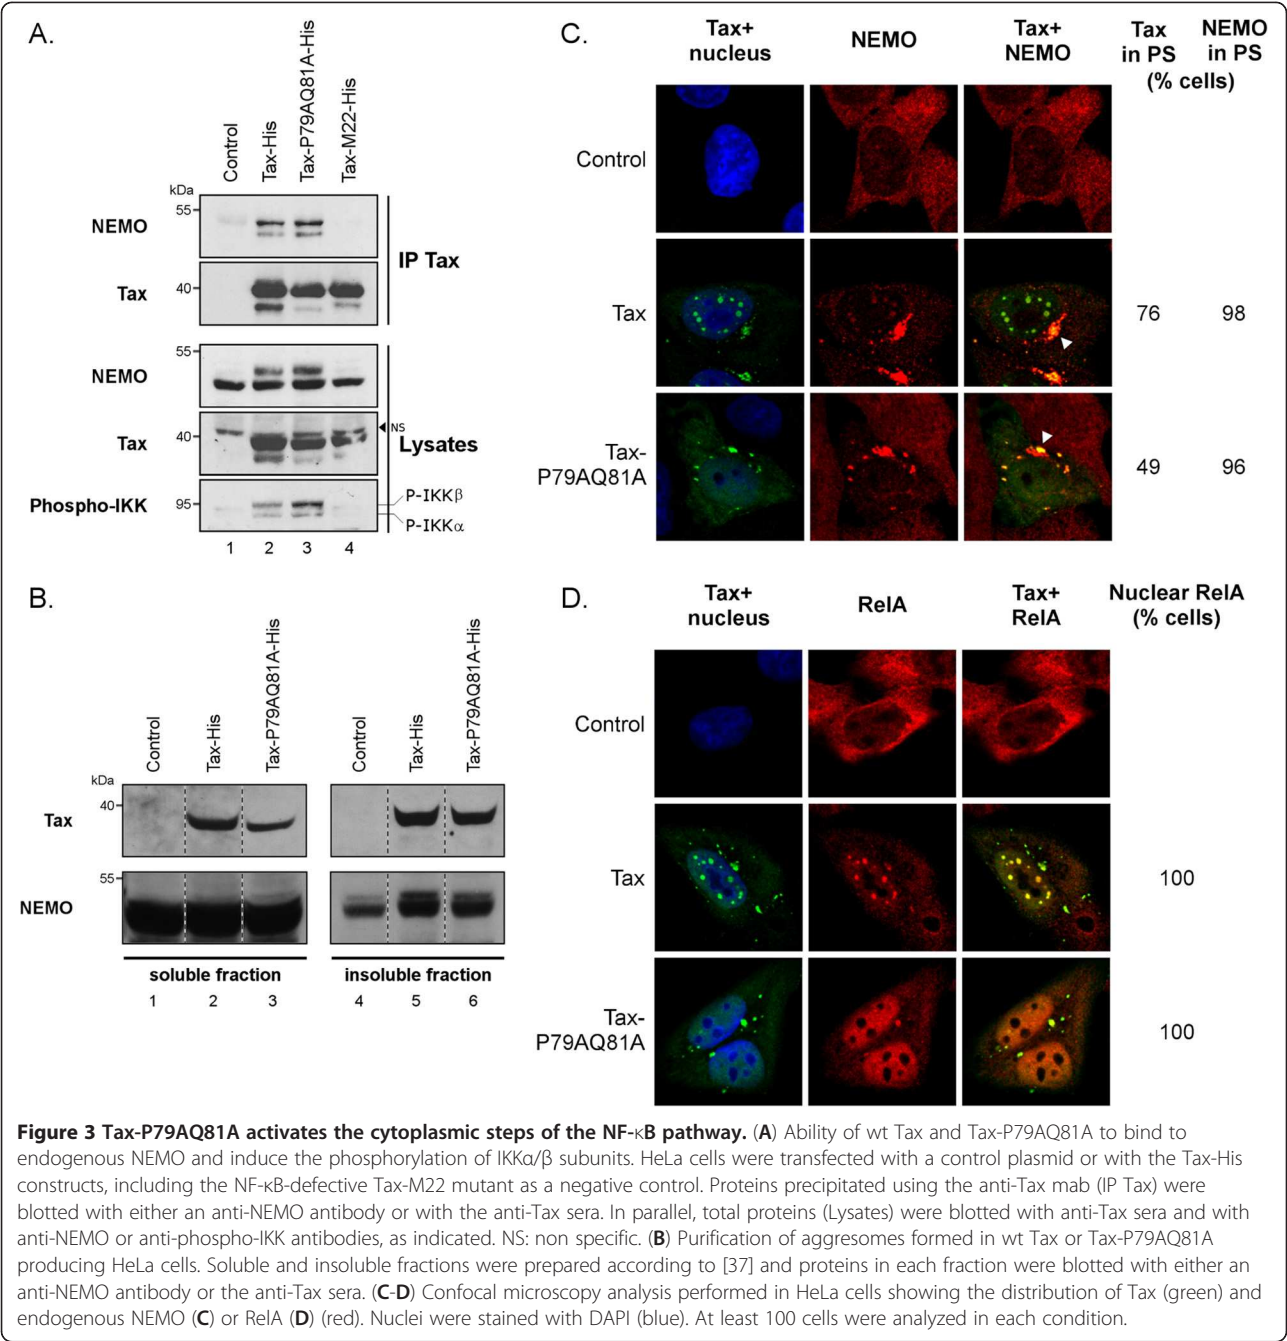 A.
Control
Tax-His
Tax-P79AQ81A-His
Tax-M22-His
kDa
55
NEMO
IP Tax
40
Tax
55
NEMO
NS
40
Tax
Lysates
95
Phospho-IKK
P-IKKβ
P-IKKα
1 2 3 4
B.
Control
Tax-His
Tax-P79AQ81A-His
Control
Tax-His
Tax-P79AQ81A-His
kDa
40
Tax
55
NEMO
soluble fraction
insoluble fraction
1 2 3 4 5 6
C.
Tax+
nucleus
NEMO
Tax+
NEMO
Tax
in PS
NEMO
in PS
(% cells)
Control
Tax
76 98
Tax-
P79AQ81A
49 96
D.
Tax+
nucleus
RelA
Tax+
RelA
Nuclear RelA
(% cells)
Control
Tax
100
Tax-
P79AQ81A
100
Figure 3 Tax-P79AQ81A activates the cytoplasmic steps of the NF-κB pathway. (A) Ability of wt Tax and Tax-P79AQ81A to bind to
endogenous NEMO and induce the phosphorylation of IKKα/β subunits. HeLa cells were transfected with a control plasmid or with the Tax-His
constructs, including the NF-κB-defective Tax-M22 mutant as a negative control. Proteins precipitated using the anti-Tax mab (IP Tax) were
blotted with either an anti-NEMO antibody or with the anti-Tax sera. In parallel, total proteins (Lysates) were blotted with anti-Tax sera and with
anti-NEMO or anti-phospho-IKK antibodies, as indicated. NS: non specific. (B) Purification of aggresomes formed in wt Tax or Tax-P79AQ81A
producing HeLa cells. Soluble and insoluble fractions were prepared according to [37] and proteins in each fraction were blotted with either an
anti-NEMO antibody or the anti-Tax sera. (C-D) Confocal microscopy analysis performed in HeLa cells showing the distribution of Tax (green) and
endogenous NEMO (C) or RelA (D) (red). Nuclei were stained with DAPI (blue). At least 100 cells were analyzed in each condition.